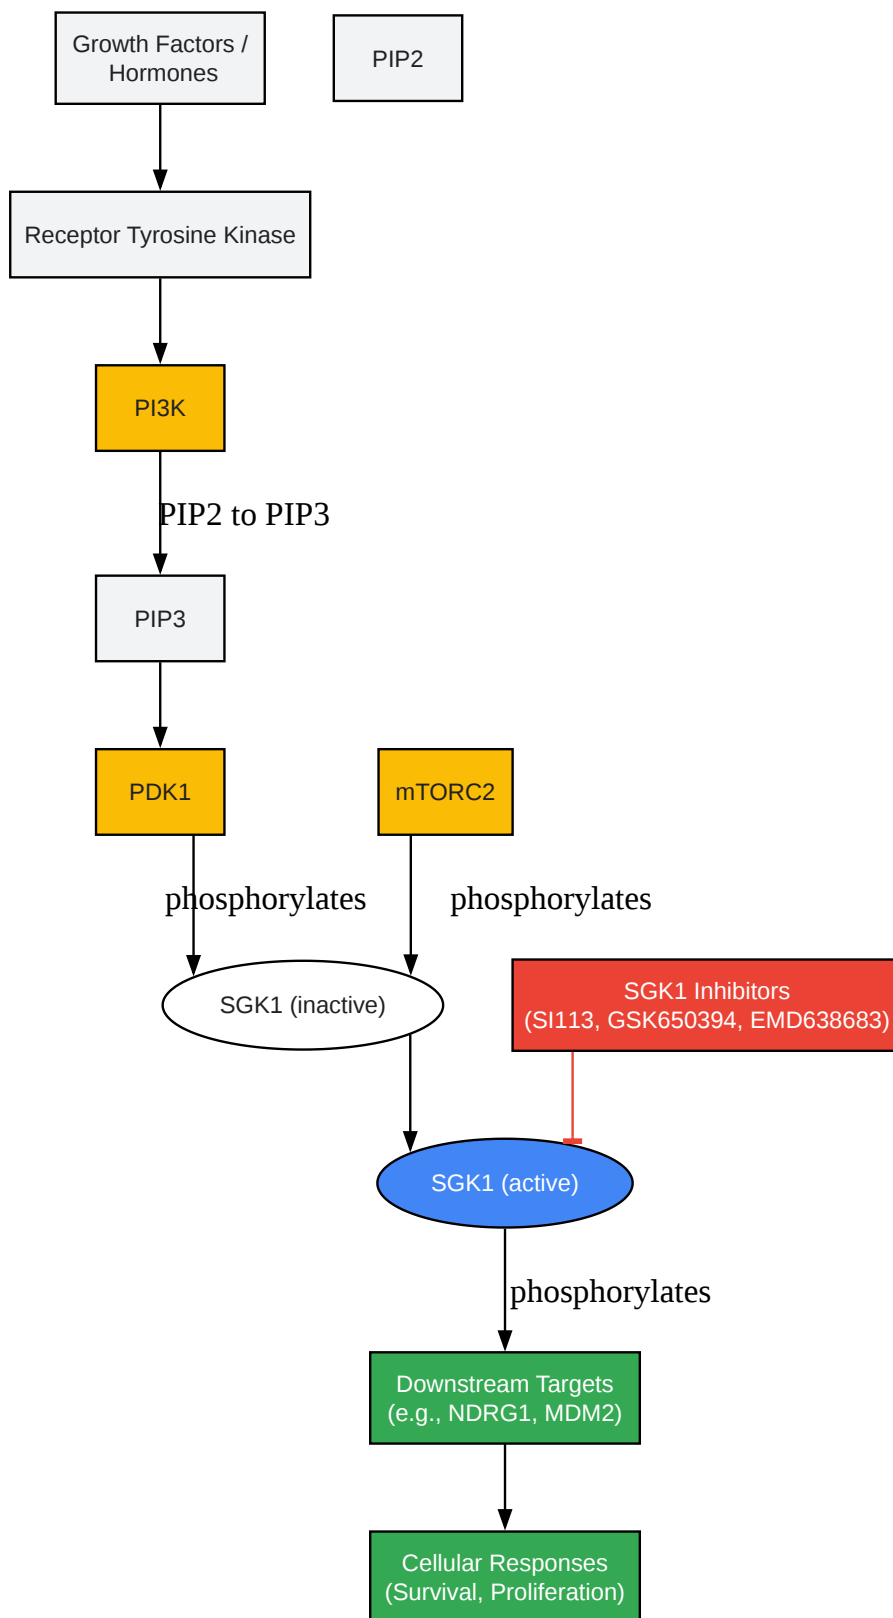 Growth Factors /
Hormones
PIP2
Receptor Tyrosine Kinase
PI3K
PIP2 to PIP3
PIP3
PDK1
mTORC2
phosphorylates
phosphorylates
SGK1 (inactive)
SGK1 Inhibitors
(SI113, GSK650394, EMD638683)
SGK1 (active)
phosphorylates
Downstream Targets
(e.g., NDRG1, MDM2)
Cellular Responses
(Survival, Proliferation)